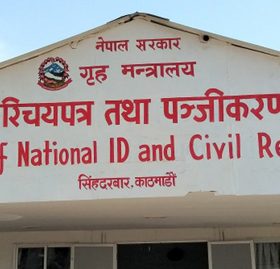 नेपाल सरकार
गृह मन्त्रालय
रिचयपत्र तथा पञ्जीकरण
f National ID and Civil Re
सिंहदरबार, काठमाडौं